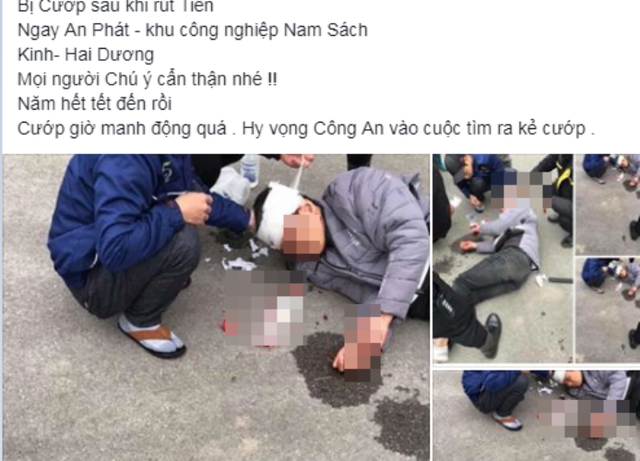 Bị Cướp sau khi rút Tiền
Ngay An Phát - khu công nghiệp Nam Sách
Kinh- Hai Dương
Mọi người Chú ý cẩn thận nhé !!
Năm hết tết đến rồi
Cướp giờ manh động quá . Hy vọng Công An vào cuộc tìm ra kẻ cướp .